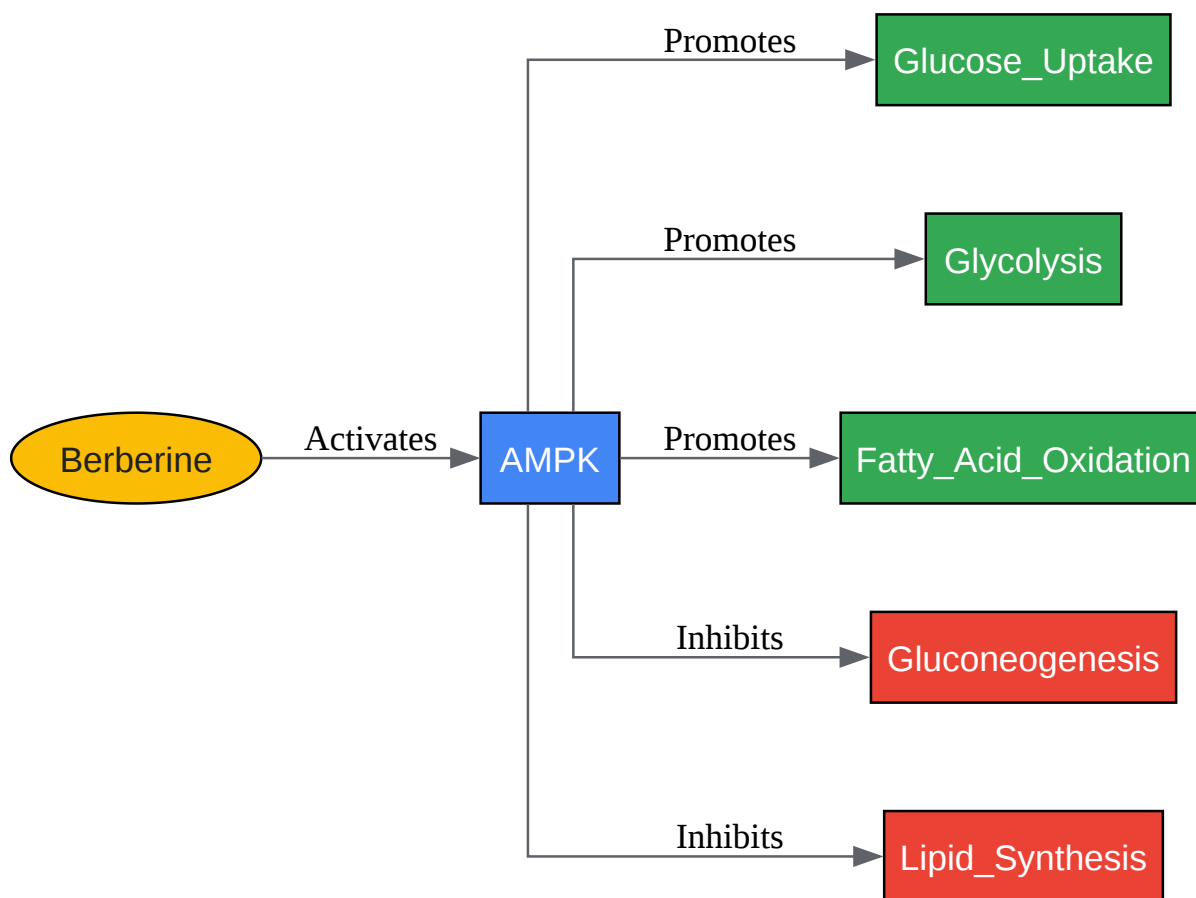 Promotes
Glucose_Uptake
Promotes
Glycolysis
Berberine
Activates
AMPK
Promotes
Fatty_Acid_Oxidation
Inhibits
Gluconeogenesis
Inhibits
Lipid_Synthesis